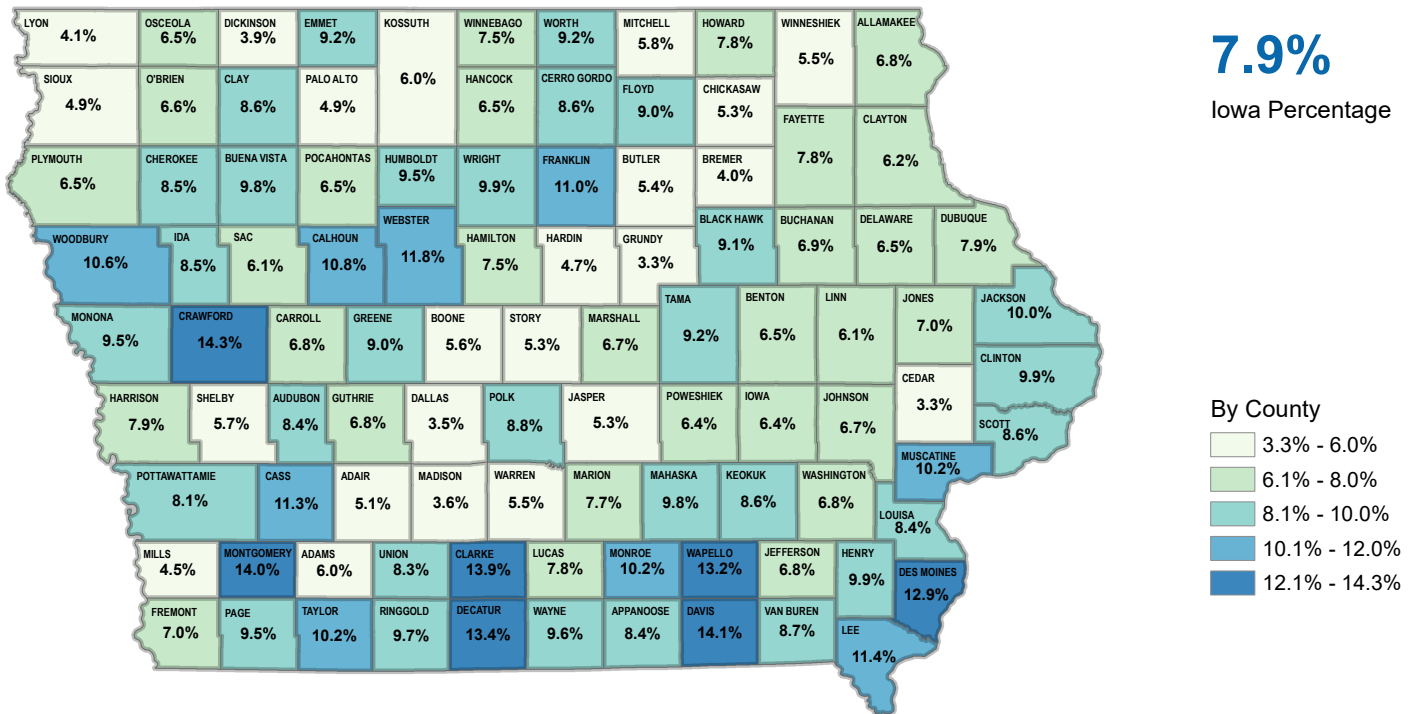 LYON
4.1%
OSCEOLA
6.5%
DICKINSON
3.9%
EMMET
9.2%
KOSSUTH
6.0%
WINNEBAGO
7.5%
WORTH
9.2%
MITCHELL
5.8%
HOWARD
7.8%
WINNESHIEK
5.5%
ALLAMAKEE
6.8%
SIOUX
4.9%
O'BRIEN
6.6%
CLAY
8.6%
PALO ALTO
4.9%
HANCOCK
6.5%
CERRO GORDO
8.6%
FLOYD
9.0%
CHICKASAW
5.3%
FAYETTE
7.8%
CLAYTON
6.2%
PLYMOUTH
6.5%
CHEROKEE
8.5%
BUENA VISTA
9.8%
POCAHONTAS
6.5%
HUMBOLDT
9.5%
WRIGHT
9.9%
FRANKLIN
11.0%
BUTLER
5.4%
BREMER
4.0%
WOODBURY
10.6%
IDA
8.5%
SAC
6.1%
CALHOUN
10.8%
WEBSTER
11.8%
HAMILTON
7.5%
HARDIN
4.7%
GRUNDY
3.3%
BLACK HAWK
9.1%
BUCHANAN
6.9%
DELAWARE
6.5%
DUBUQUE
7.9%
MONONA
9.5%
CRAWFORD
14.3%
CARROLL
6.8%
GREENE
9.0%
BOONE
5.6%
STORY
5.3%
MARSHALL
6.7%
TAMA
9.2%
BENTON
6.5%
LINN
6.1%
JONES
7.0%
JACKSON
10.0%
CLINTON
9.9%
CEDAR
3.3%
SCOTT
8.6%
HARRISON
7.9%
SHELBY
5.7%
AUDUBON
8.4%
GUTHRIE
6.8%
DALLAS
3.5%
POLK
8.8%
JASPER
5.3%
POWESHIEK
6.4%
IOWA
6.4%
JOHNSON
6.7%
MUSCATINE
10.2%
POTTAWATTAMIE
8.1%
CASS
11.3%
ADAIR
5.1%
MADISON
3.6%
WARREN
5.5%
MARION
7.7%
MAHASKA
9.8%
KEOKUK
8.6%
WASHINGTON
6.8%
LOUISA
8.4%
MILLS
4.5%
MONTGOMERY
14.0%
ADAMS
6.0%
UNION
8.3%
CLARKE
13.9%
LUCAS
7.8%
MONROE
10.2%
WAPELLO
13.2%
JEFFERSON
6.8%
HENRY
9.9%
DES MOINES
12.9%
FREMONT
7.0%
PAGE
9.5%
TAYLOR
10.2%
RINGGOLD
9.7%
DECATUR
13.4%
WAYNE
9.6%
APPANOOSE
8.4%
DAVIS
14.1%
VAN BUREN
8.7%
LEE
11.4%
7.9%
Iowa Percentage
By County
3.3% - 6.0%
6.1% - 8.0%
8.1% - 10.0%
10.1% - 12.0%
12.1% - 14.3%